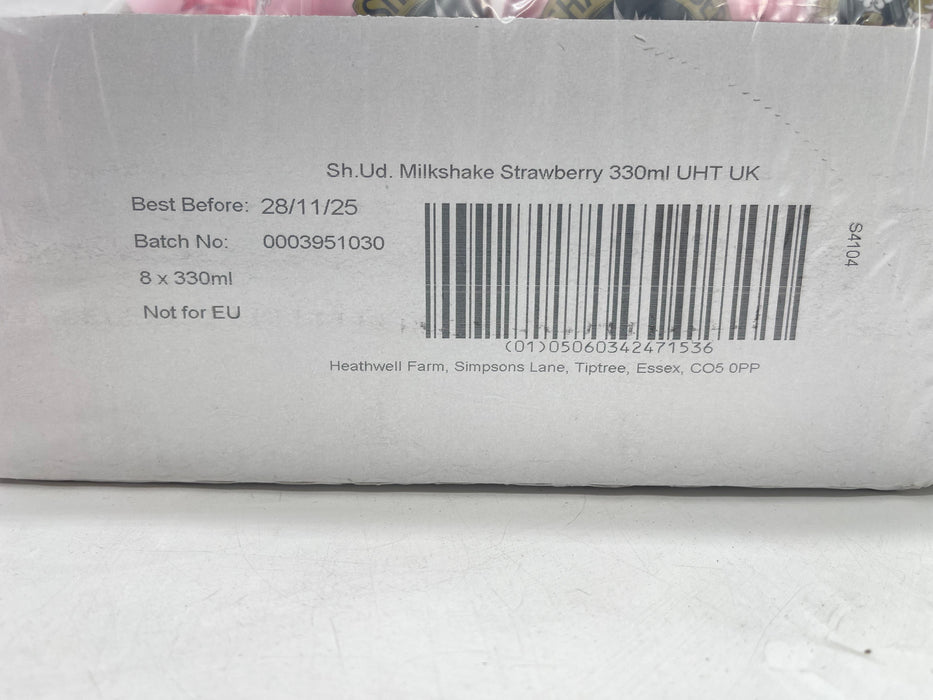 Sh.Ud. Milkshake Strawberry 330ml UHT UK
Best Before: 28/11/25
Batch No: 0003951030
8 x 330ml
Not for EU
S4104
(01)05060342471536
Heathwell Farm, Simpsons Lane, Tiptree, Essex, CO5 0PP